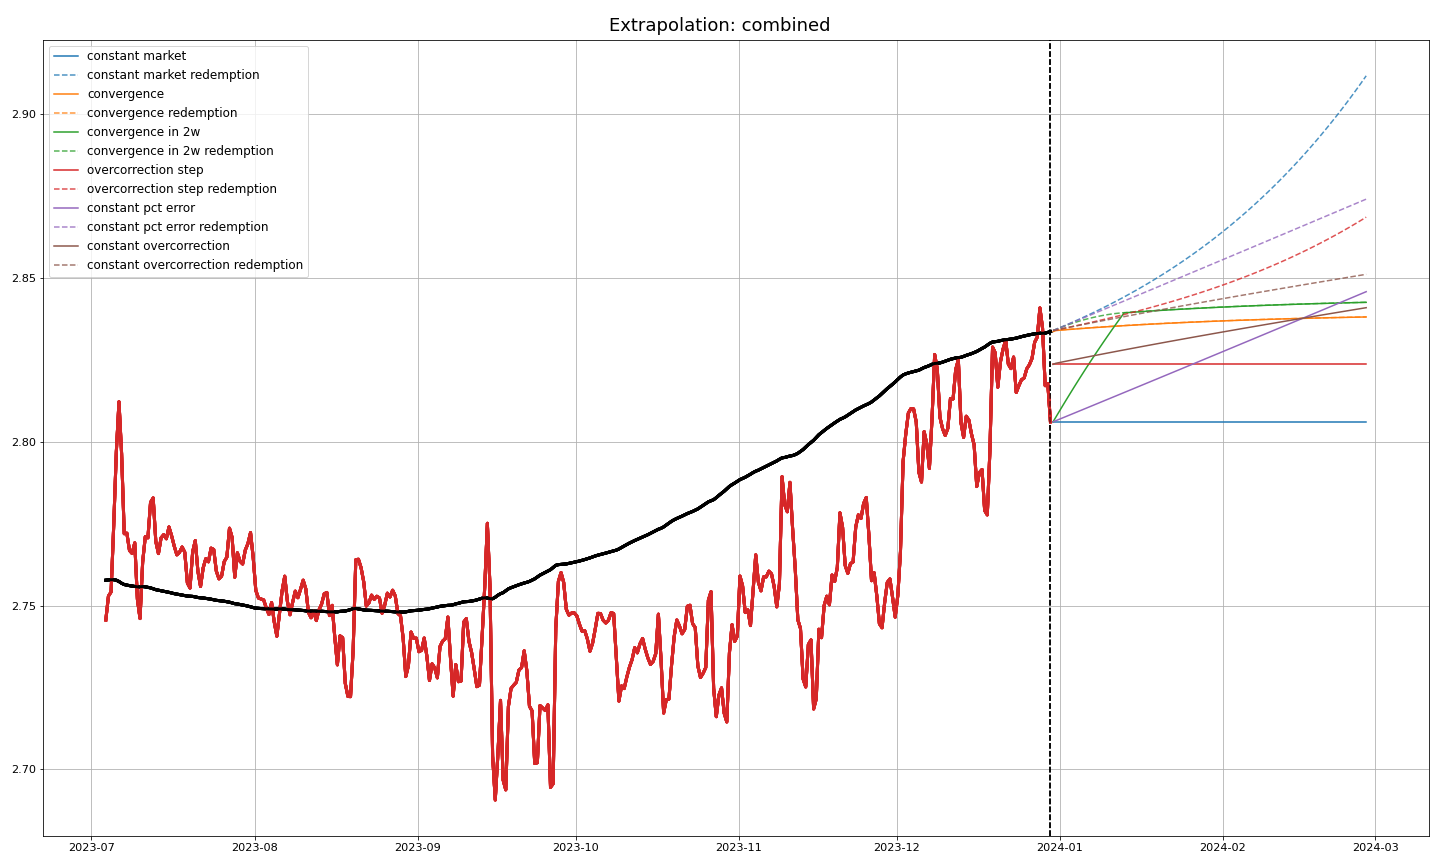 Extrapolation: combined
constant market
constant market redemption
convergence
convergence redemption
convergence in 2w
convergence in 2w redemption
overcorrection step
overcorrection step redemption
constant pct error
constant pct error redemption
constant overcorrection
constant overcorrection redemption
2.90
2.85
2.80
2.75
2.70
2023-07 2023-08 2023-09 2023-10 2023-11 2023-12 2024-01 2024-02 2024-03